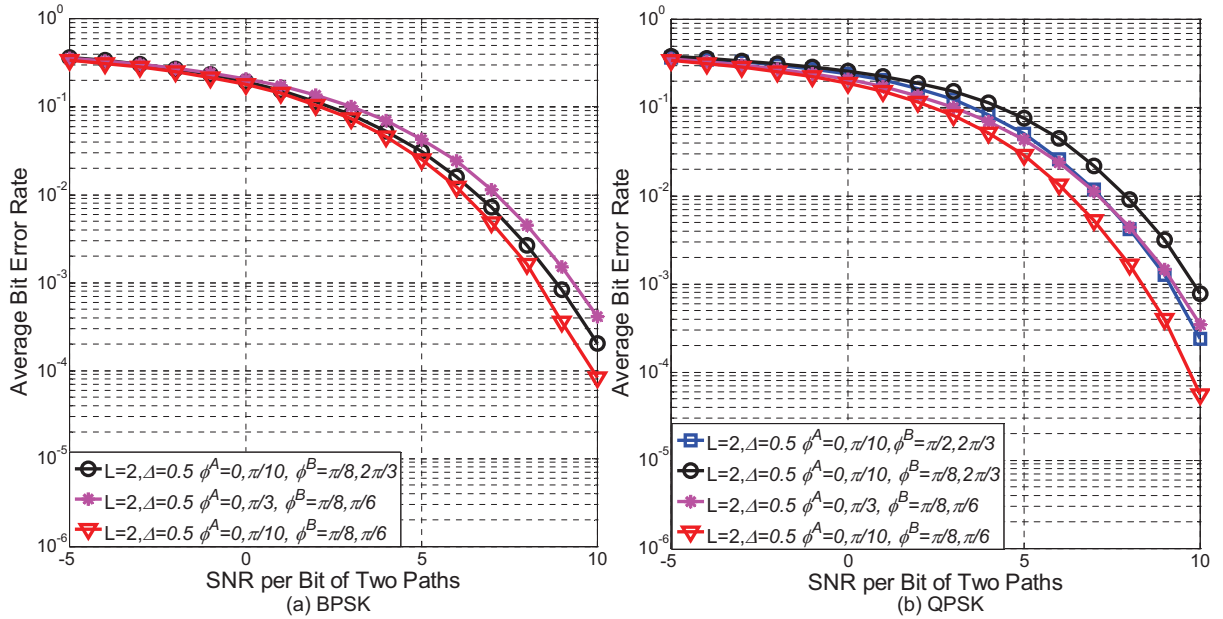 10^0
10^-1
10^-2
10^-3
10^-4
10^-5
10^-6
Average Bit Error Rate
L=2,Δ=0.5 ϕ^A=0,π/10, ϕ^B=π/8,2π/3
L=2,Δ=0.5 ϕ^A=0,π/3, ϕ^B=π/8,π/6
L=2,Δ=0.5 ϕ^A=0,π/10, ϕ^B=π/8,π/6
-5 0 5 10
SNR per Bit of Two Paths
(a) BPSK
10^0
10^-1
10^-2
10^-3
10^-4
10^-5
10^-6
Average Bit Error Rate
L=2,Δ=0.5 ϕ^A=0,π/10,ϕ^B=π/2,2π/3
L=2,Δ=0.5 ϕ^A=0,π/10, ϕ^B=π/8,2π/3
L=2,Δ=0.5 ϕ^A=0,π/3, ϕ^B=π/8,π/6
L=2,Δ=0.5 ϕ^A=0,π/10, ϕ^B=π/8,π/6
-5 0 5 10
SNR per Bit of Two Paths
(b) QPSK